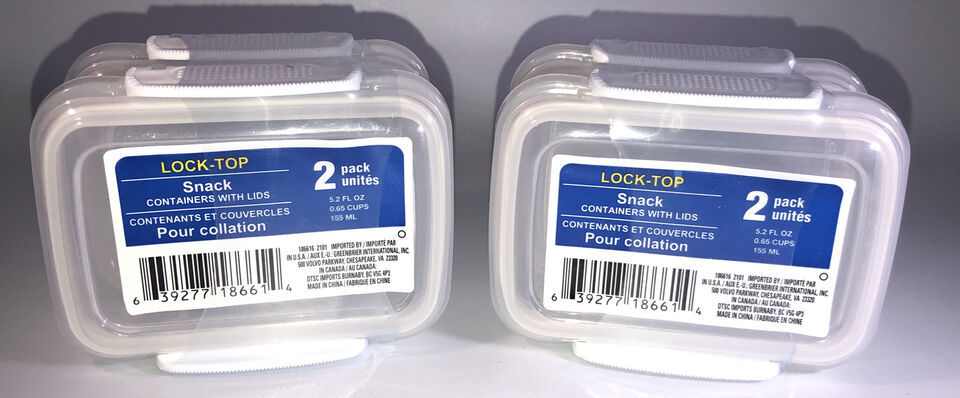 LOCK-TOP
Snack
CONTAINERS WITH LIDS
CONTENANTS ET COUVERCLES
Pour collation
2 pack
unités
5.2 FL OZ
0.65 CUPS
155 ML
186616 2101 IMPORTED BY / IMPORTÉ PAR
IN U.S.A. / AUX É.-U.: GREENBRIER INTERNATIONAL, INC.
500 VOLVO PARKWAY, CHESAPEAKE, VA 23320
IN CANADA / AU CANADA:
DTSC IMPORTS BURNABY, BC V5G 4P3
MADE IN CHINA / FABRIQUÉ EN CHINE
6 39277 18661 4
LOCK-TOP
Snack
CONTAINERS WITH LIDS
CONTENANTS ET COUVERCLES
Pour collation
2 pack
unités
5.2 FL OZ
0.65 CUPS
155 ML
186616 2101 IMPORTED BY / IMPORTÉ PAR
IN U.S.A. / AUX É.-U.: GREENBRIER INTERNATIONAL, INC.
500 VOLVO PARKWAY, CHESAPEAKE, VA 23320
IN CANADA / AU CANADA:
DTSC IMPORTS BURNABY, BC V5G 4P3
MADE IN CHINA / FABRIQUÉ EN CHINE
6 39277 18661 4